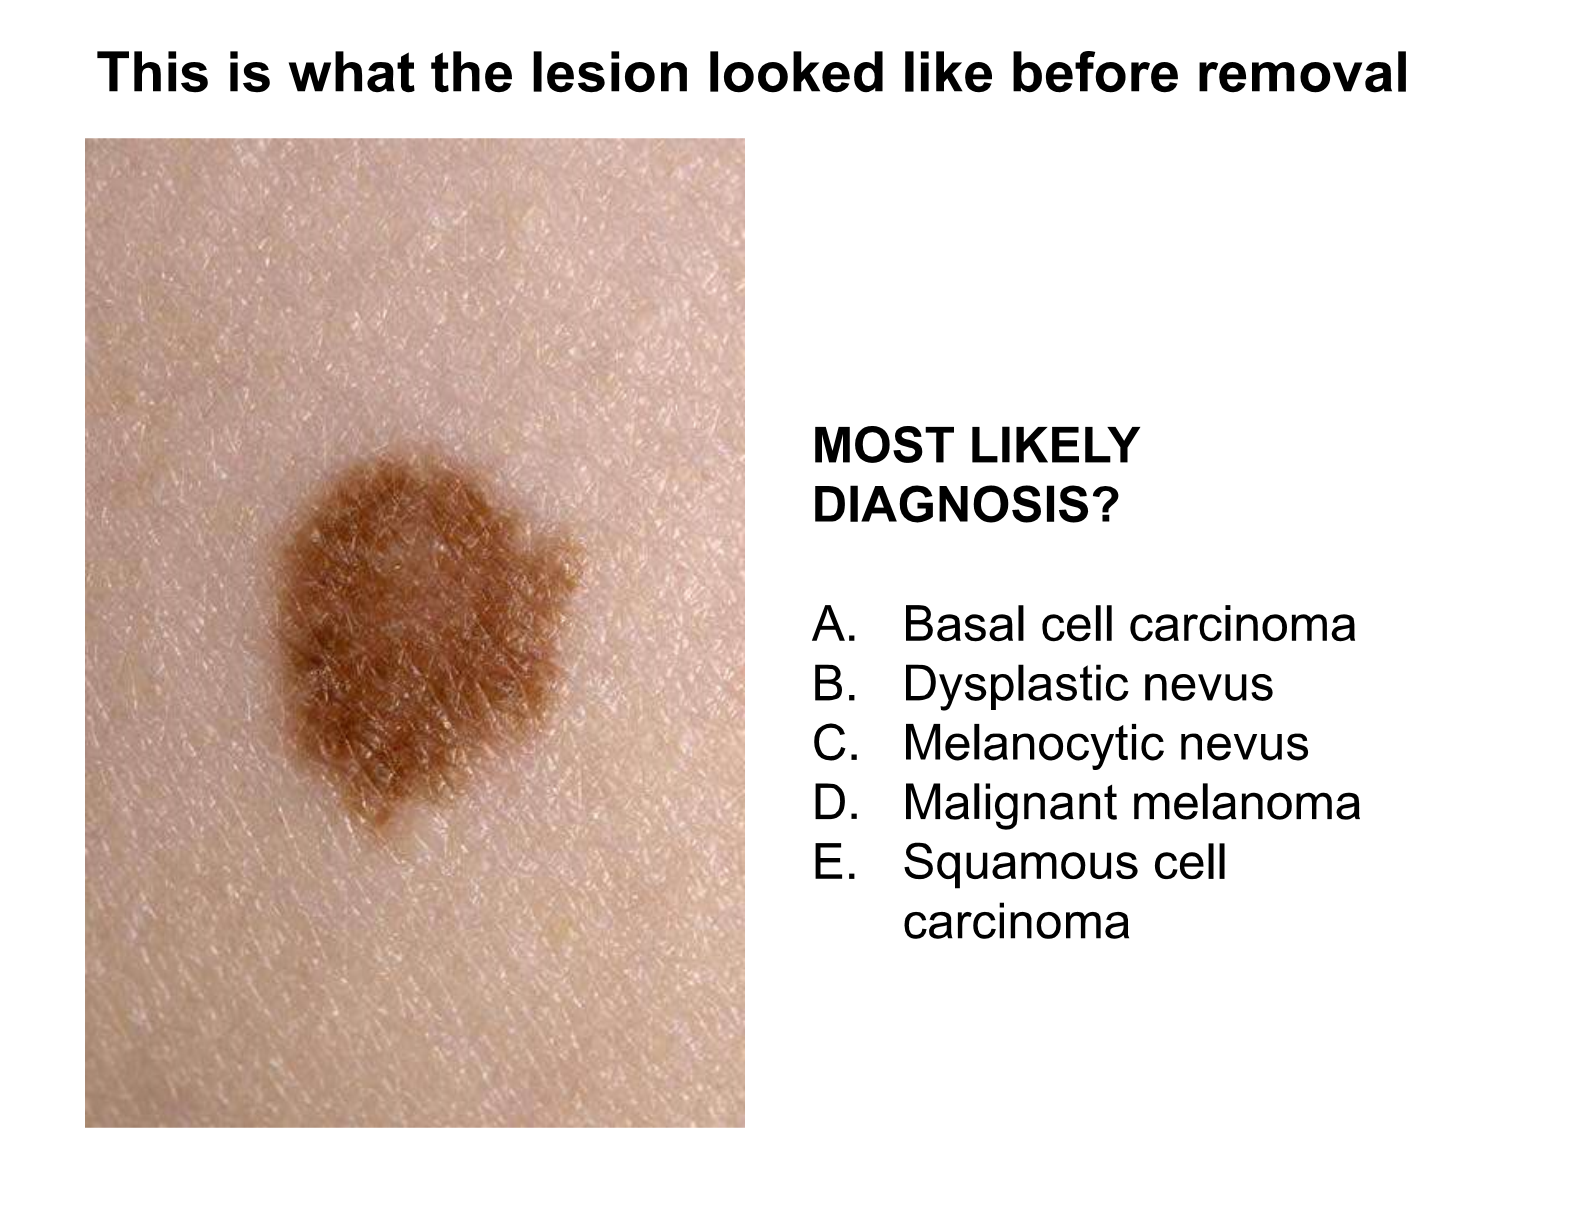 This is what the lesion looked like before removal
MOST LIKELY
DIAGNOSIS?
A. Basal cell carcinoma
B. Dysplastic nevus
C. Melanocytic nevus
D. Malignant melanoma
E. Squamous cell
carcinoma